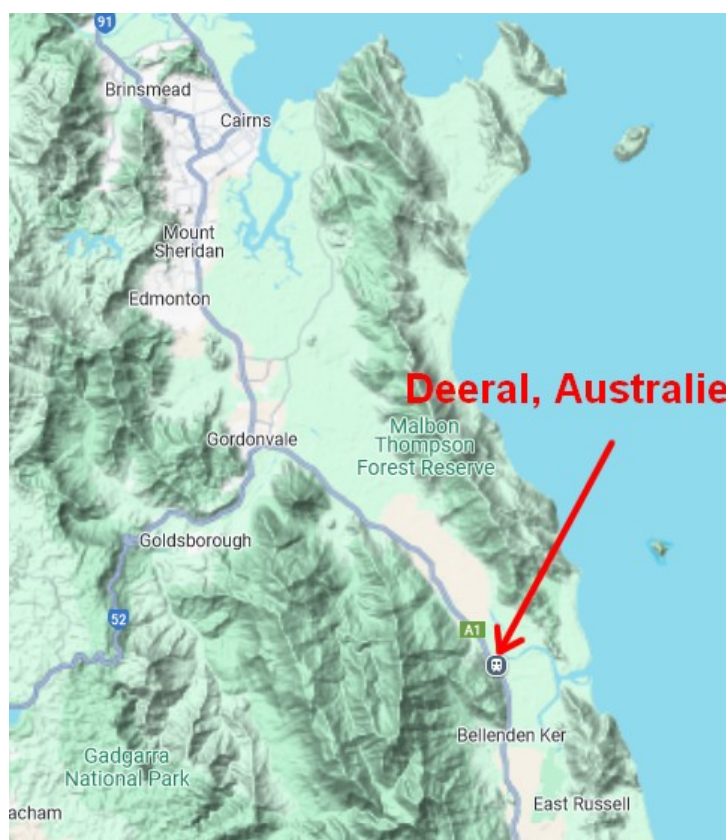 91
Brinsmead
Cairns
Mount
Sheridan
Edmonton
Deeral, Australie
Malbon
Thompson
Forest Reserve
Gordonvale
Goldsborough
52
A1
Bellenden Ker
Gadgarra
National Park
acham
East Russell